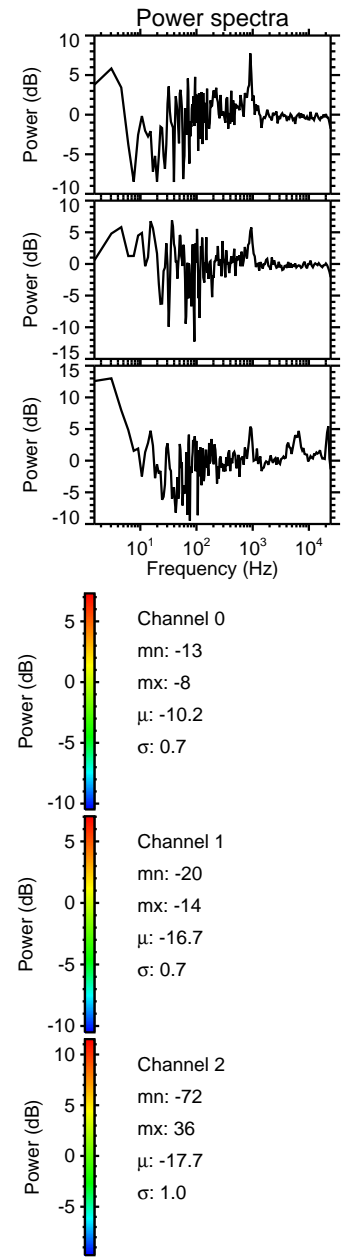 Power spectra
10
5
0
-5
-10
Power (dB)
10
5
0
-5
-10
-15
Power (dB)
15
10
5
0
-5
-10
Power (dB)
10¹ 10² 10³ 10⁴
Frequency (Hz)
5
0
-5
-10
Power (dB)
Channel 0
mn: -13
mx: -8
μ: -10.2
σ: 0.7
5
0
-5
-10
Power (dB)
Channel 1
mn: -20
mx: -14
μ: -16.7
σ: 0.7
10
5
0
-5
Power (dB)
Channel 2
mn: -72
mx: 36
μ: -17.7
σ: 1.0